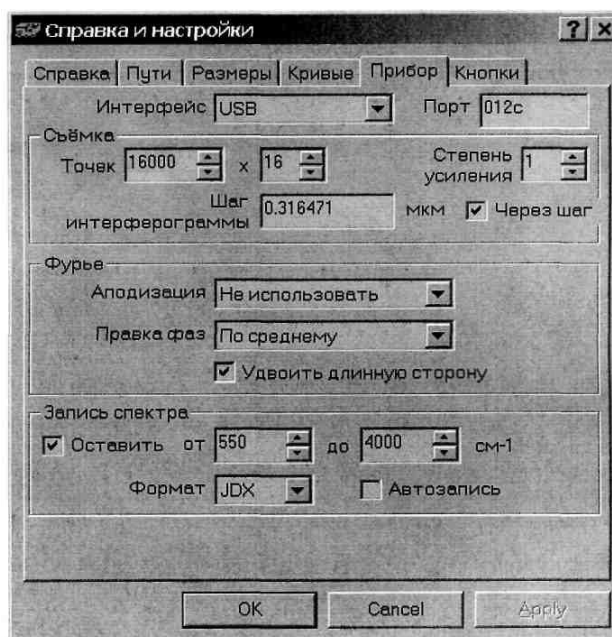 Справка и настройки
Справка Пути Размеры Кривые Прибор Кнопки
Интерфейс USB Порт 012c
Съёмка
Точек 16000 x 16 Степень усиления 1
Шаг интерферограммы 0.316471 мкм Через шаг
Фурье
Аподизация Не использовать
Правка фаз По среднему
Удвоить длинную сторону
Запись спектра
Оставить от 550 до 4000 см-1
Формат JDX Автозапись
OK Cancel Apply